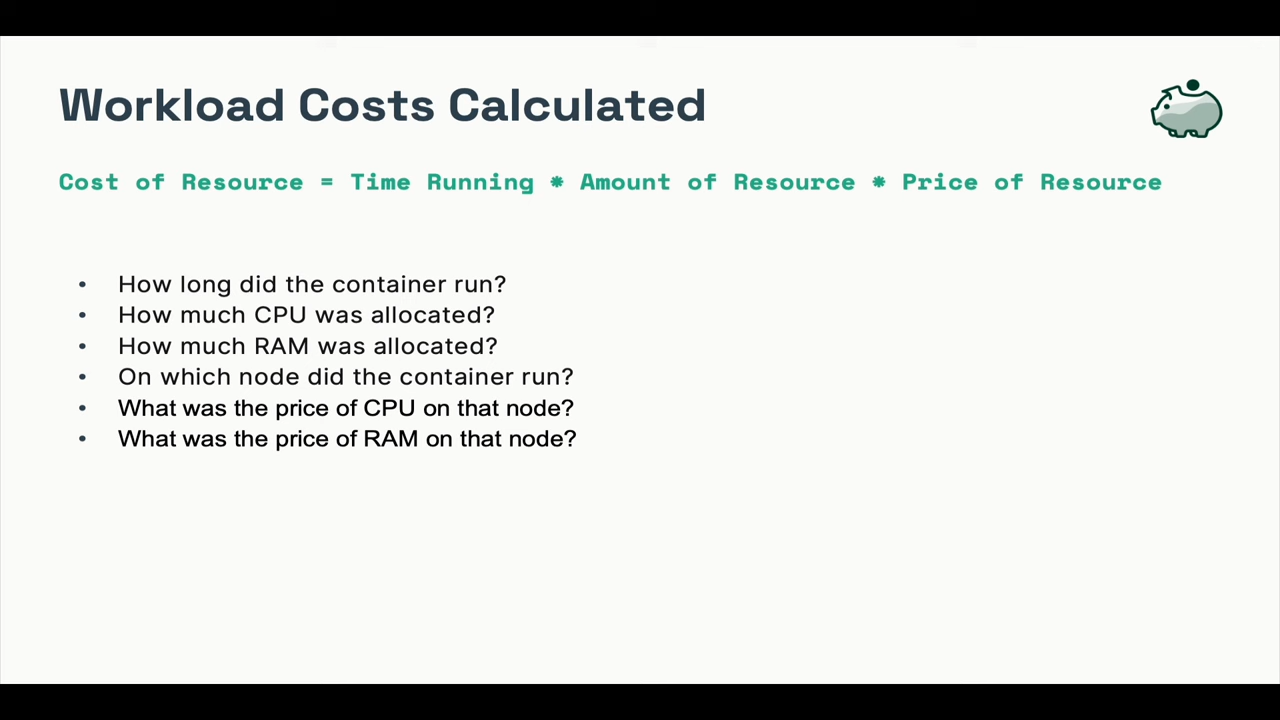 Workload Costs Calculated
Cost of Resource = Time Running * Amount of Resource * Price of Resource
• How long did the container run?
• How much CPU was allocated?
• How much RAM was allocated?
• On which node did the container run?
• What was the price of CPU on that node?
• What was the price of RAM on that node?